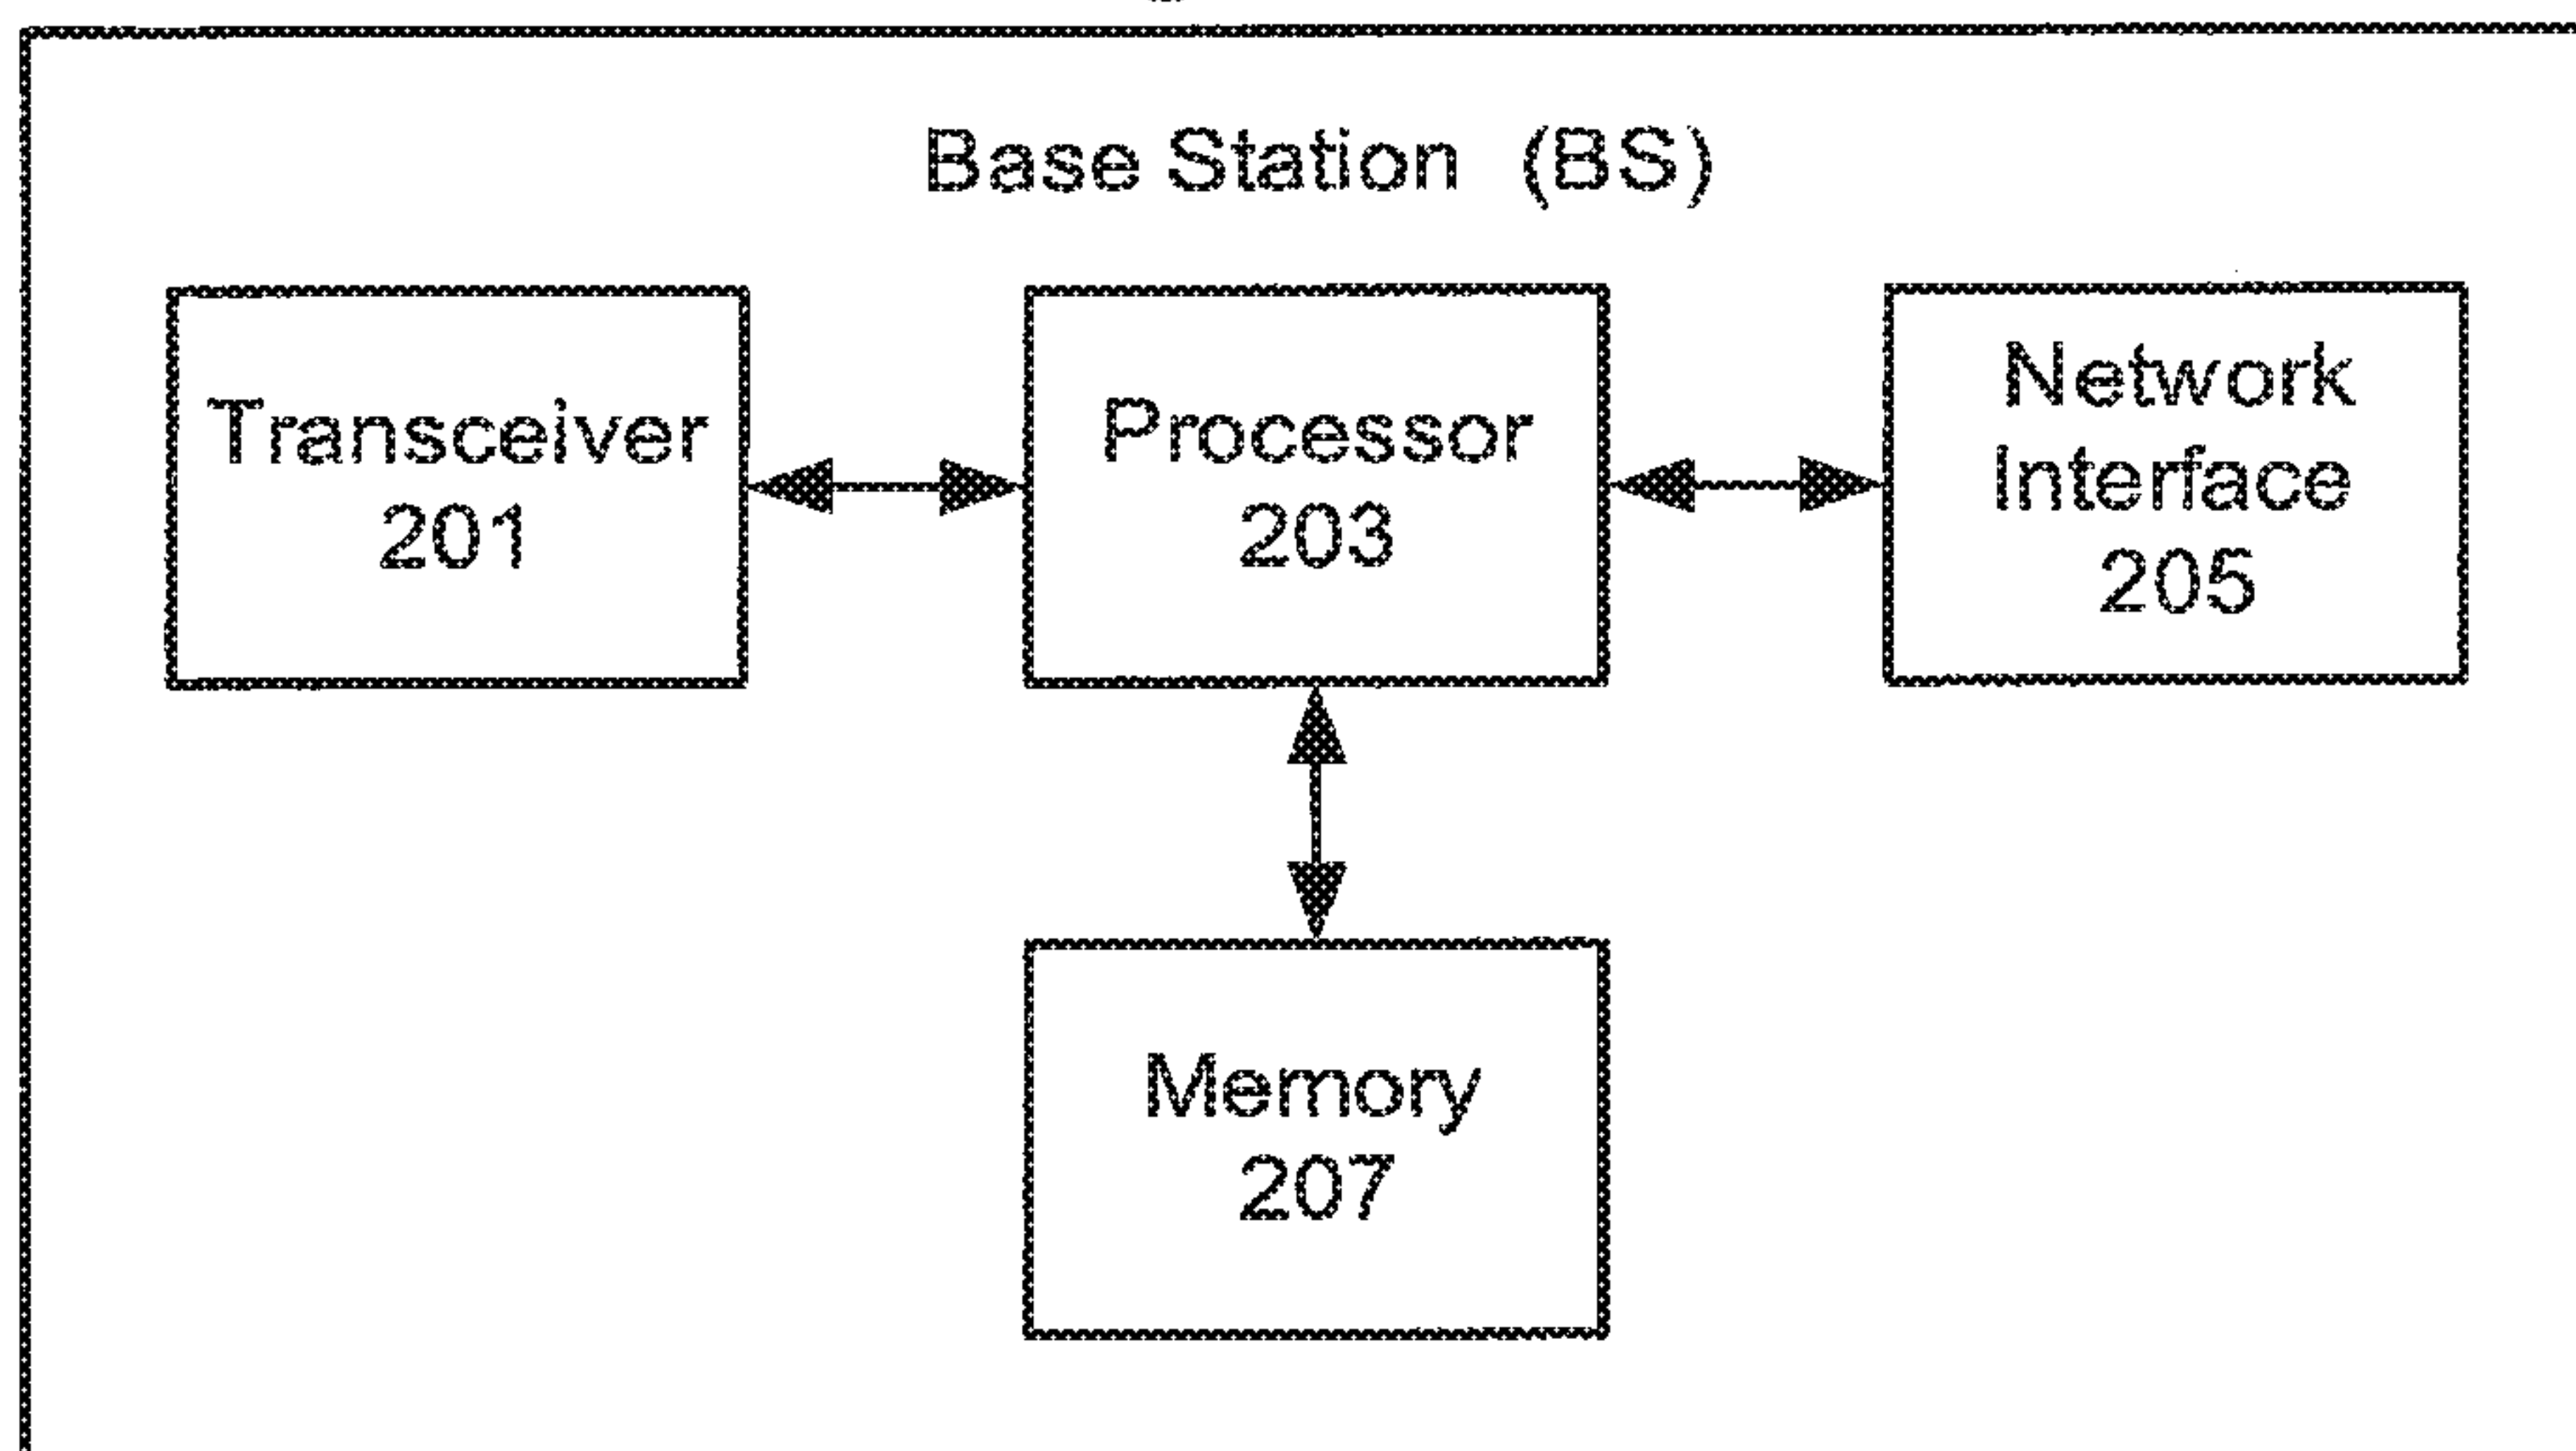 Base Station (BS)
Transceiver
201
Processor
203
Network
Interface
205
Memory
207